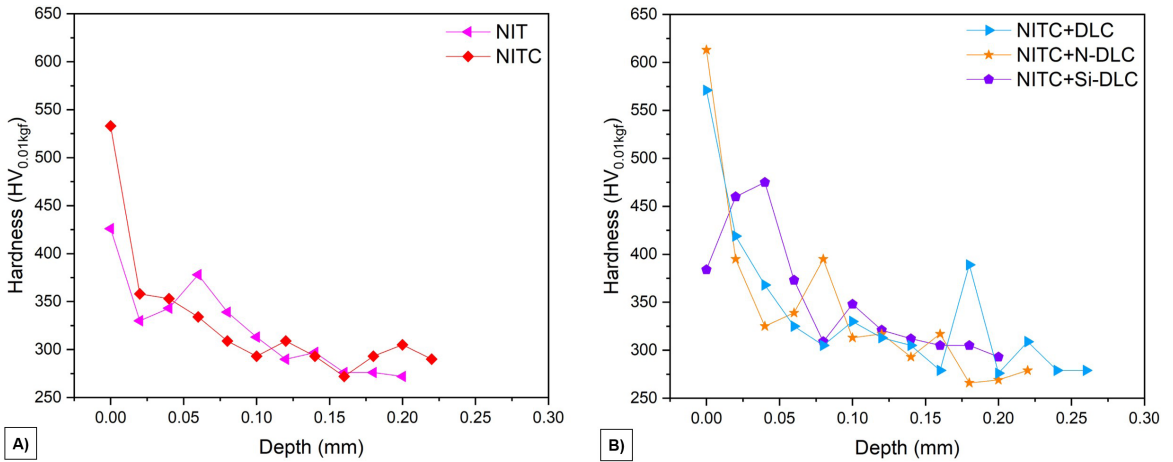 650
600
550
500
450
400
350
300
250
Hardness (HV0.01kgf)
0.00 0.05 0.10 0.15 0.20 0.25 0.30
Depth (mm)
NIT
NITC
A)
650
600
550
500
450
400
350
300
250
Hardness (HV0.01kgf)
0.00 0.05 0.10 0.15 0.20 0.25 0.30
Depth (mm)
NITC+DLC
NITC+N-DLC
NITC+Si-DLC
B)